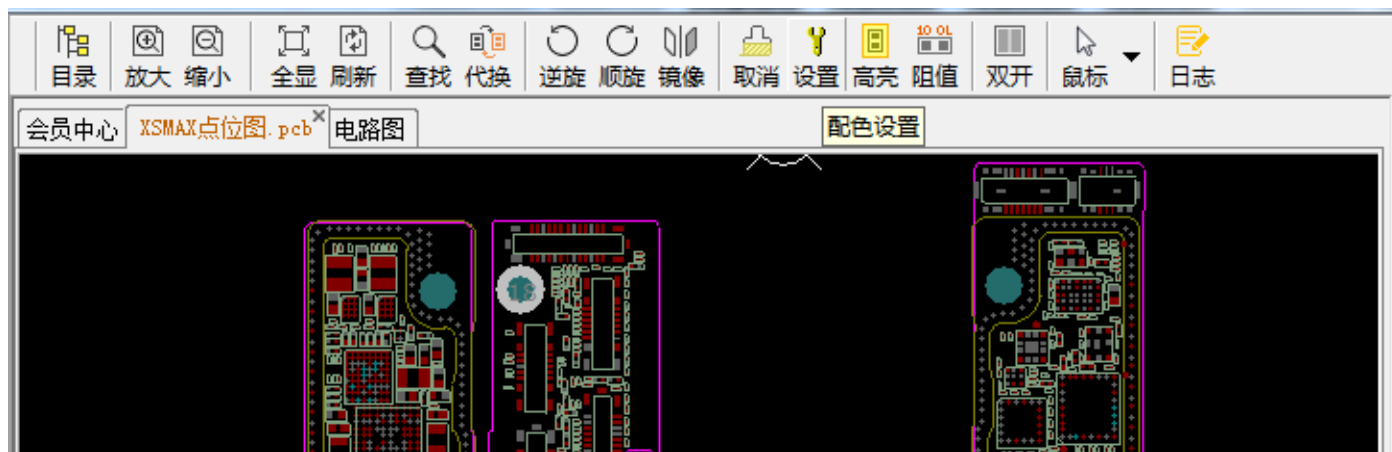 10 OL
目录 放大 缩小 全显 刷新 查找 代换 逆旋 顺旋 镜像 取消 设置 高亮 阻值 双开 鼠标 日志
会员中心 XSMAX点位图.pcb 电路图 配色设置